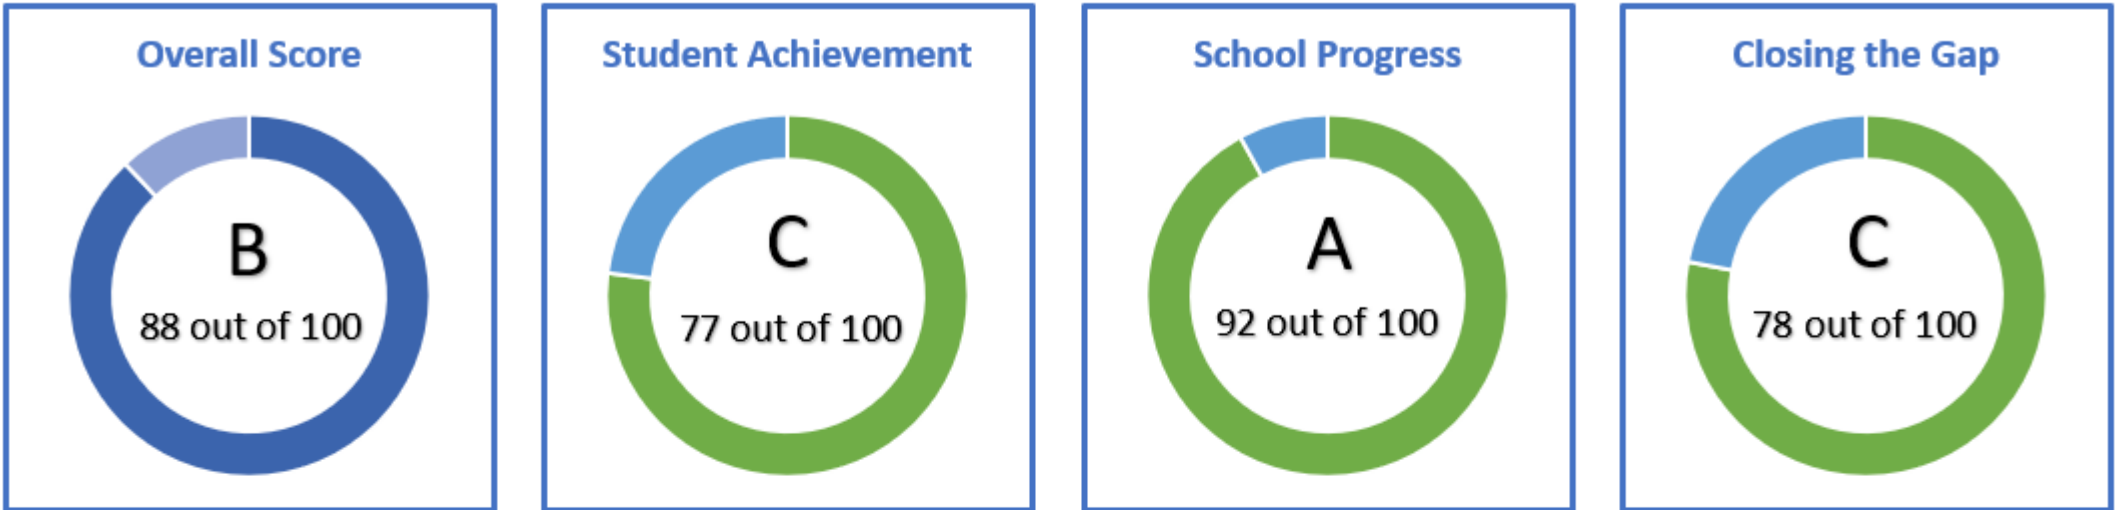 Overall Score
B
88 out of 100
Student Achievement
C
77 out of 100
School Progress
A
92 out of 100
Closing the Gap
C
78 out of 100